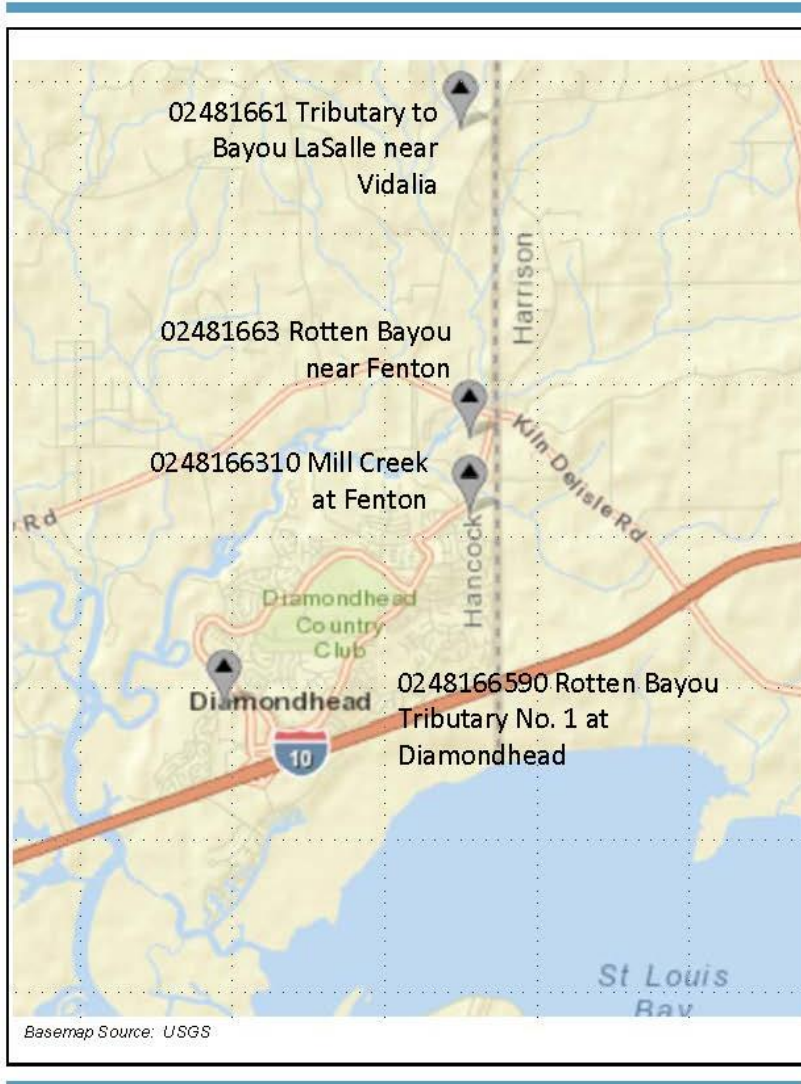 02481661 Tributary to
Bayou LaSalle near
Vidalia
Harrison
02481663 Rotten Bayou
near Fenton
Kiln Delisle Rd
0248166310 Mill Creek
at Fenton
Rd
Hancock
Diamondhead
Country
Club
Diamondhead
0248166590 Rotten Bayou
Tributary No. 1 at
Diamondhead
10
St Louis
Bay
Basemap Source: USGS